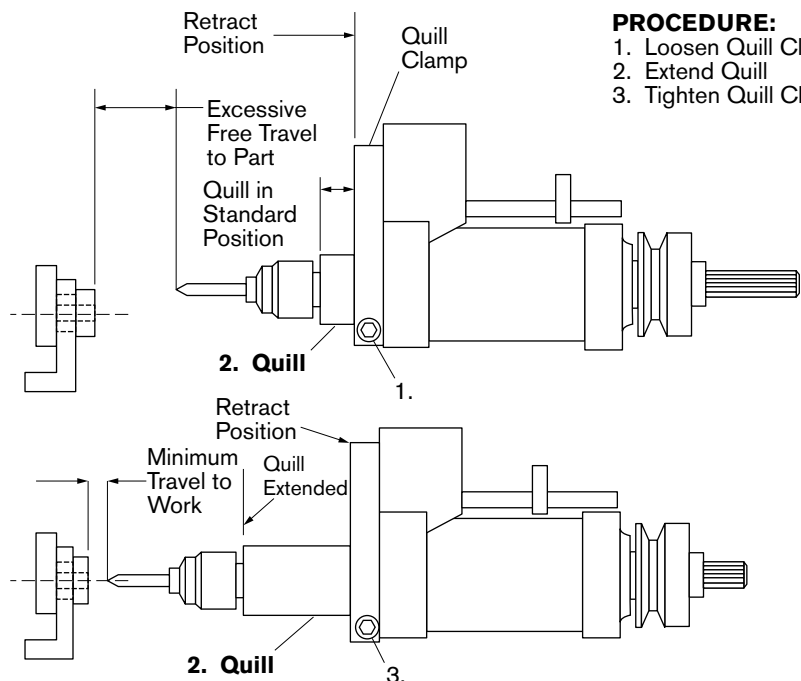 Retract
Position
Quill
Clamp
PROCEDURE:
1. Loosen Quill Cl
2. Extend Quill
3. Tighten Quill Cl
Excessive
Free Travel
to Part
Quill in
Standard
Position
2. Quill
1.
Retract
Position
Minimum
Travel to
Work
Quill
Extended
2. Quill
3.